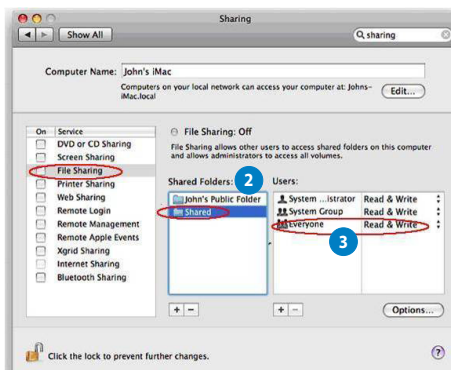 Sharing
Show All
sharing
Computer Name: John's iMac
Computers on your local network can access your computer at: Johns-
iMac.local
Edit...
On Service
DVD or CD Sharing
Screen Sharing
File Sharing
Printer Sharing
Web Sharing
Remote Login
Remote Management
Remote Apple Events
Xgrid Sharing
Internet Sharing
Bluetooth Sharing
File Sharing: Off
File Sharing allows other users to access shared folders on this computer
and allows administrators to access all volumes.
Shared Folders: 2
John's Public Folder
Shared
Users:
System ...istrator Read & Write
System Group Read & Write
Everyone Read & Write
3
+ -
+ -
Options...
Click the lock to prevent further changes.
?